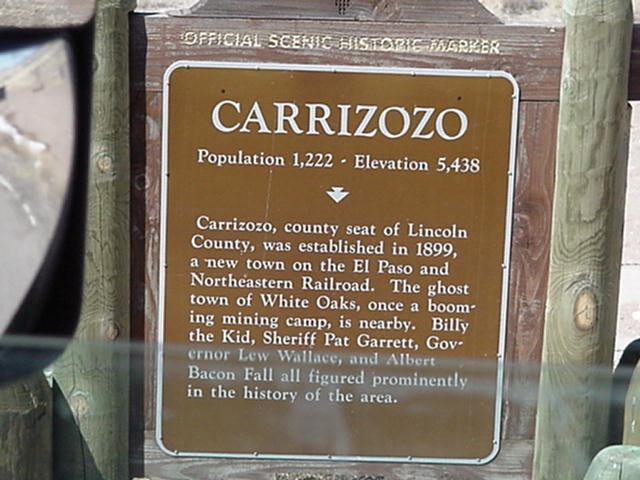 OFFICIAL SCENIC HISTORIC MARKER
CARRIZOZO
Population 1,222 - Elevation 5,438
Carrizozo, county seat of Lincoln
County, was established in 1899,
a new town on the El Paso and
Northeastern Railroad. The ghost
town of White Oaks, once a boom-
ing mining camp, is nearby. Billy
the Kid, Sheriff Pat Garrett, Gov-
ernor Lew Wallace, and Albert
Bacon Fall all figured prominently
in the history of the area.